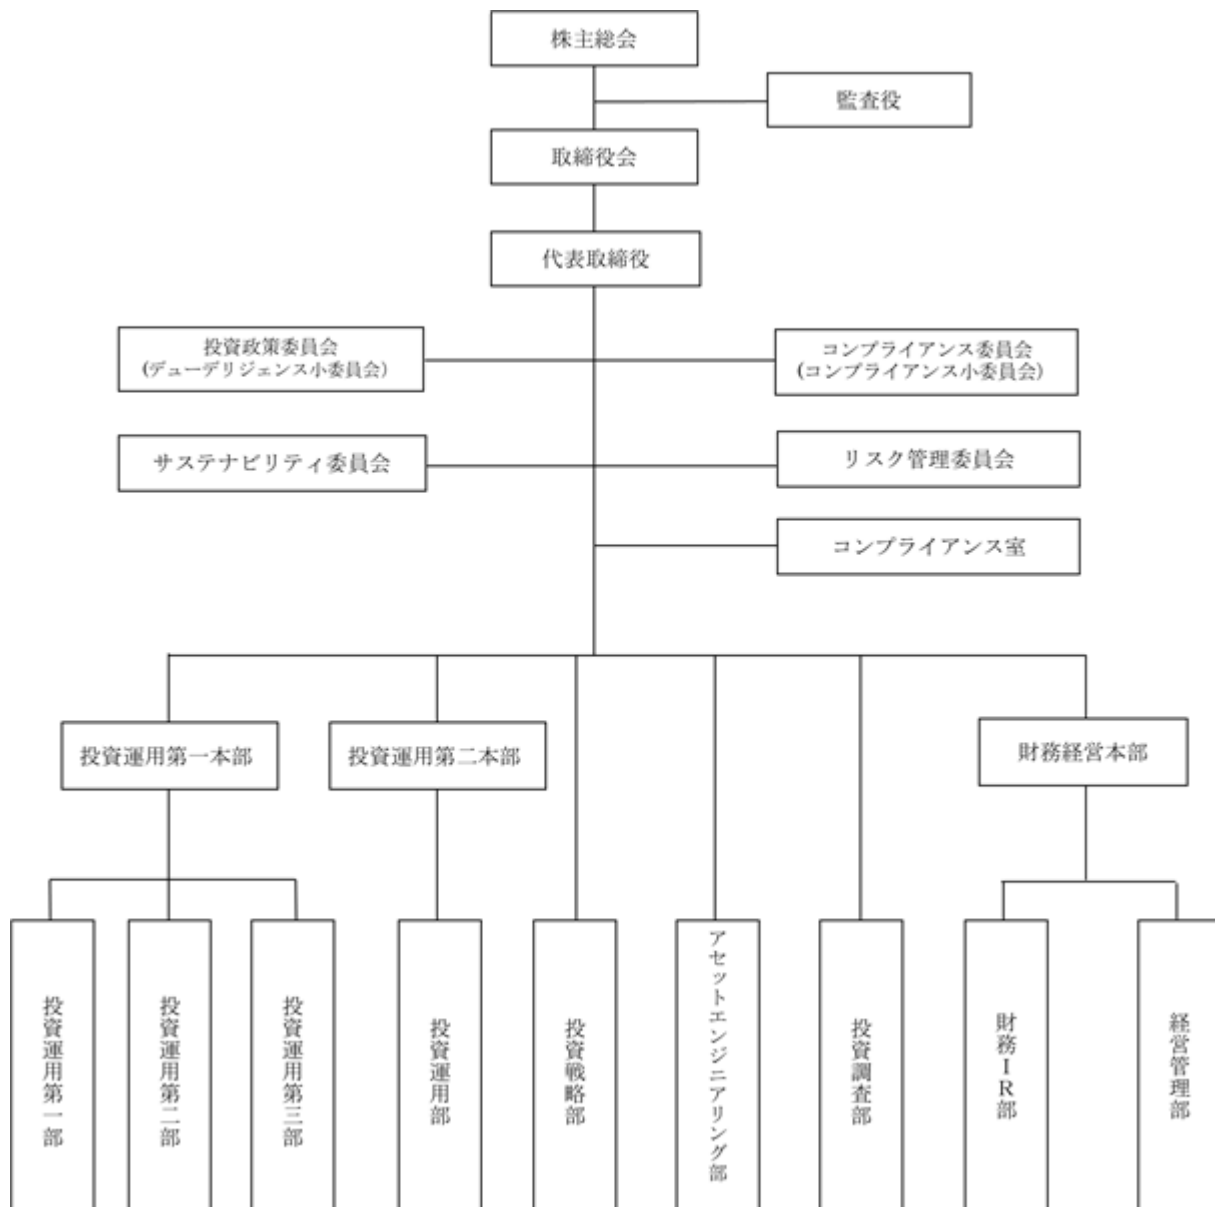 株主総会
監査役
取締役会
代表取締役
投資政策委員会
(デューデリジェンス小委員会)
コンプライアンス委員会
(コンプライアンス小委員会)
サステナビリティ委員会
リスク管理委員会
コンプライアンス室
投資運用第一本部
投資運用第二本部
財務経営本部
投資運用第一部
投資運用第二部
投資運用第三部
投資運用部
投資戦略部
アセットエンジニアリング部
投資調査部
財務IR部
経営管理部